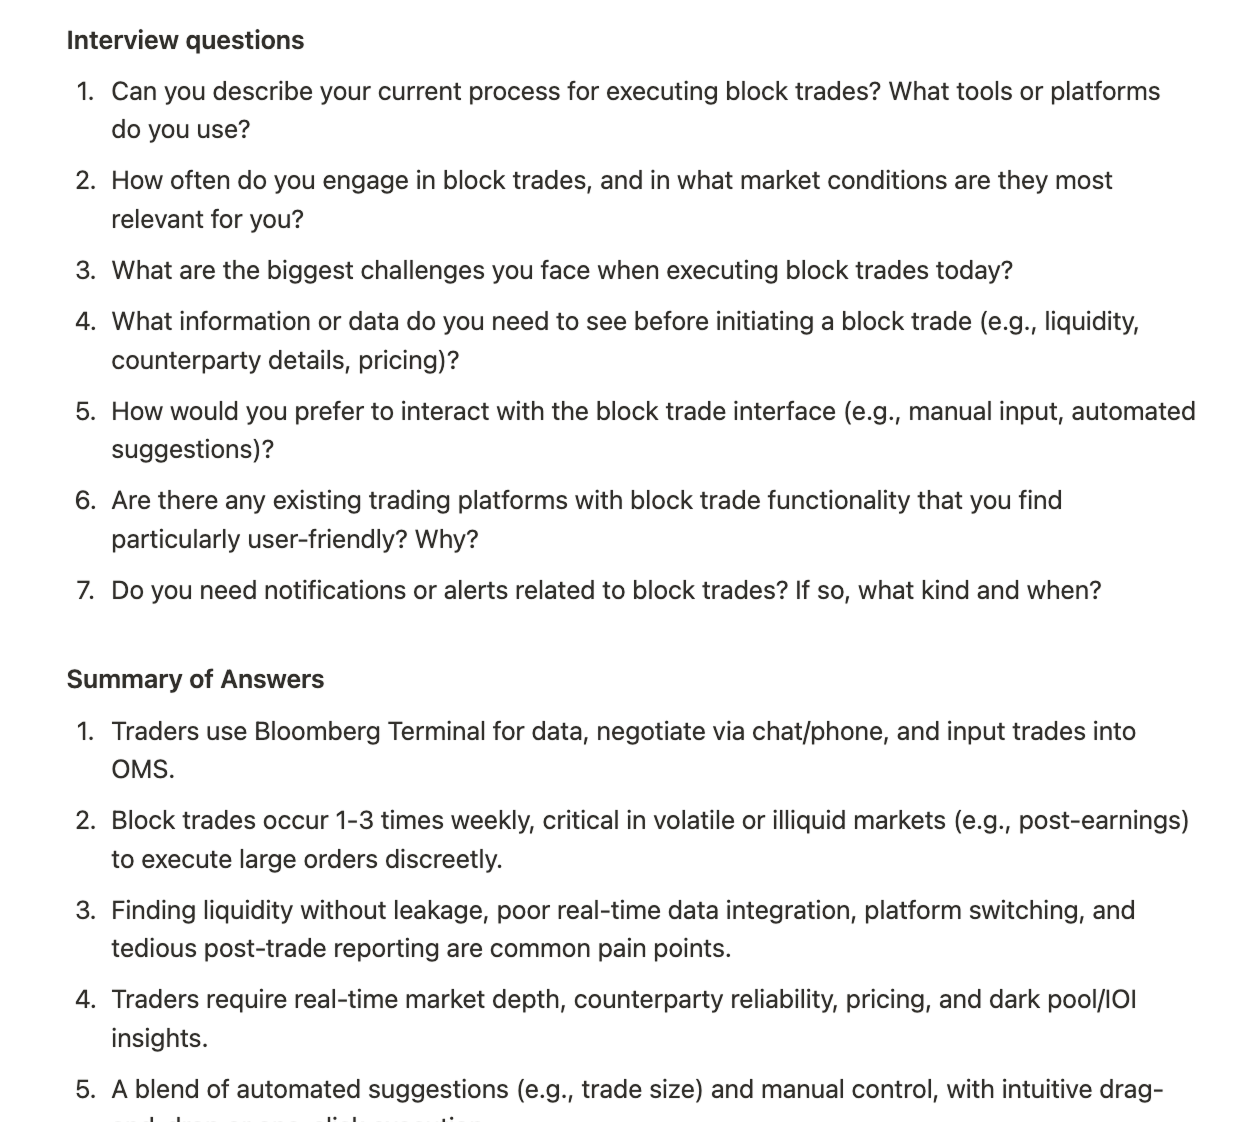 Interview questions
1. Can you describe your current process for executing block trades? What tools or platforms
do you use?
2. How often do you engage in block trades, and in what market conditions are they most
relevant for you?
3. What are the biggest challenges you face when executing block trades today?
4. What information or data do you need to see before initiating a block trade (e.g., liquidity,
counterparty details, pricing)?
5. How would you prefer to interact with the block trade interface (e.g., manual input, automated
suggestions)?
6. Are there any existing trading platforms with block trade functionality that you find
particularly user-friendly? Why?
7. Do you need notifications or alerts related to block trades? If so, what kind and when?
Summary of Answers
1. Traders use Bloomberg Terminal for data, negotiate via chat/phone, and input trades into
OMS.
2. Block trades occur 1-3 times weekly, critical in volatile or illiquid markets (e.g., post-earnings)
to execute large orders discreetly.
3. Finding liquidity without leakage, poor real-time data integration, platform switching, and
tedious post-trade reporting are common pain points.
4. Traders require real-time market depth, counterparty reliability, pricing, and dark pool/IOI
insights.
5. A blend of automated suggestions (e.g., trade size) and manual control, with intuitive drag-